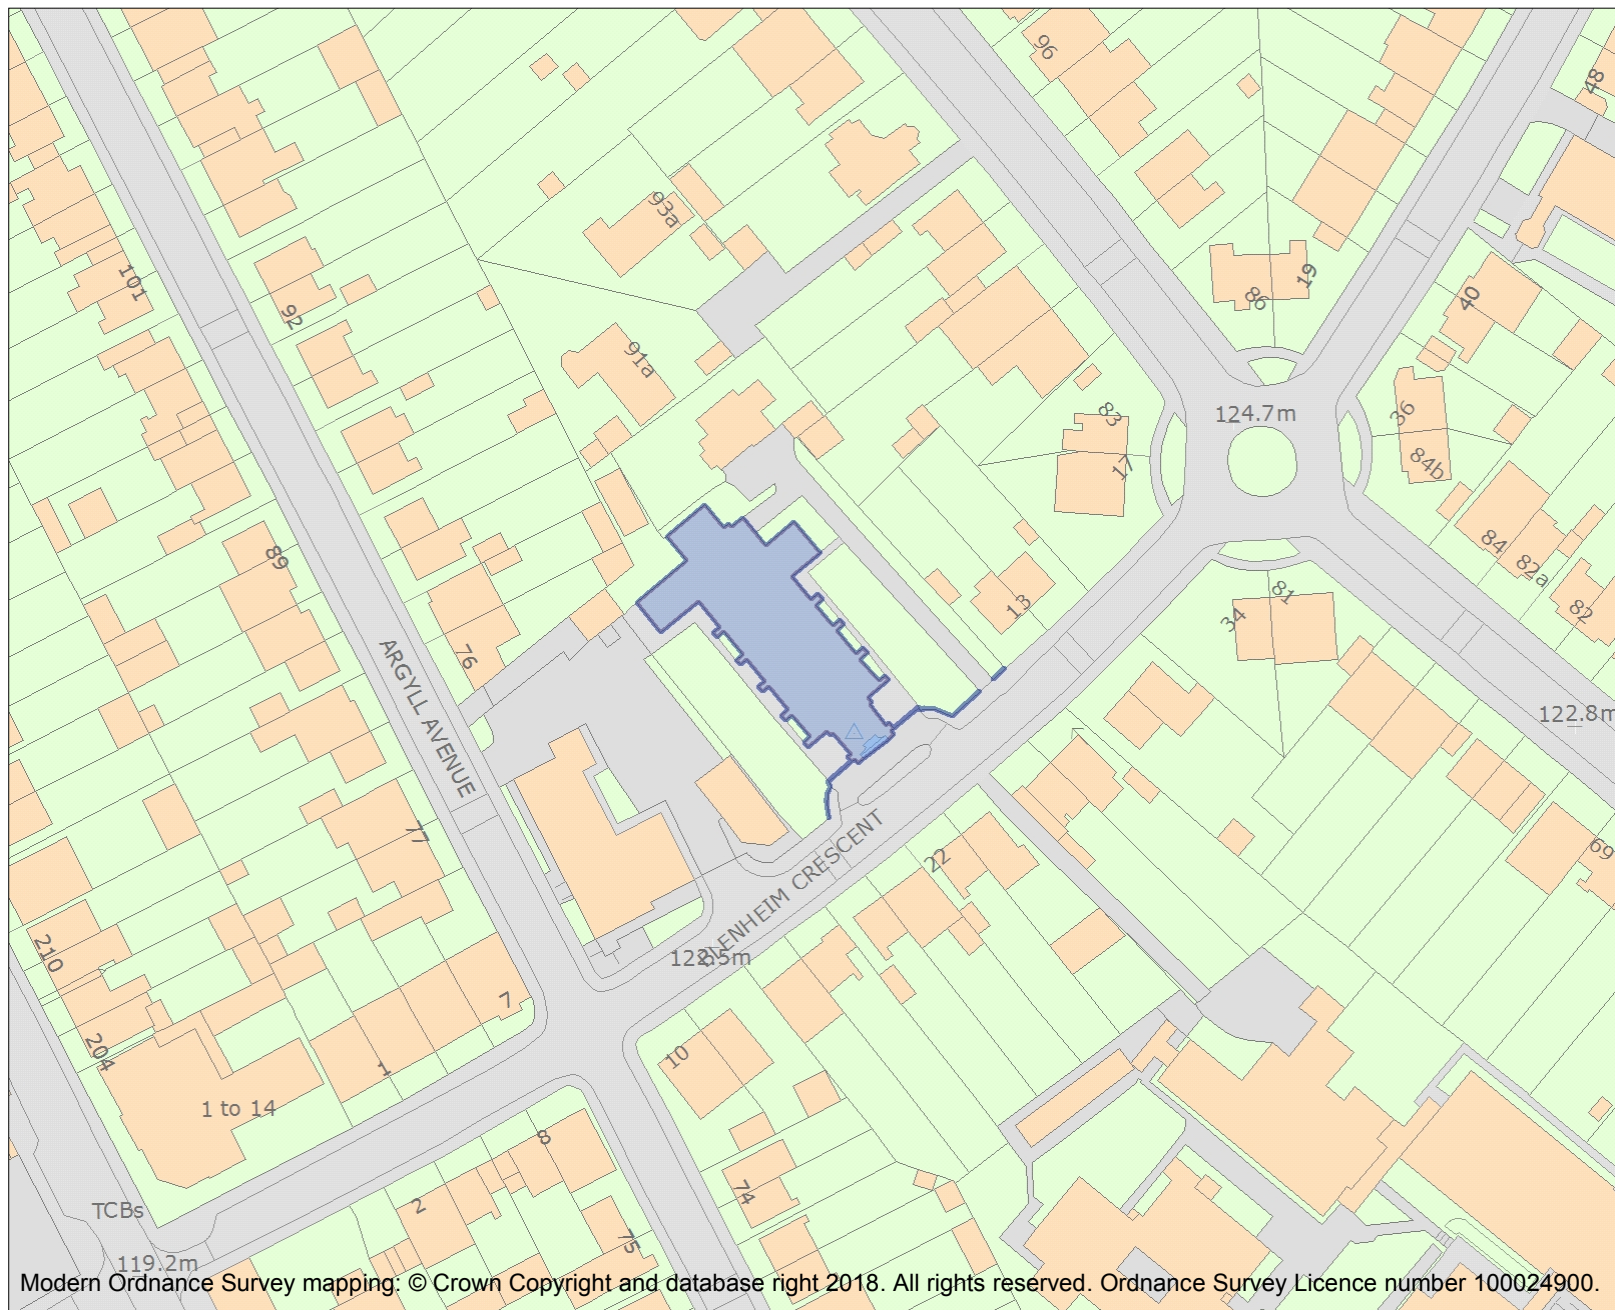 96
48
93a
101
92
19
86
40
91a
124.7m
83
36
17
84b
89
84
82a
13
82
81
34
76
ARGYLL AVENUE
122.8m
77
69
22
BLENHEIM CRESCENT
122.5m
210
7
204
10
1
1 to 14
8
74
2
TCBs
75
119.2m
Modern Ordnance Survey mapping: © Crown Copyright and database right 2018. All rights reserved. Ordnance Survey Licence number 100024900.